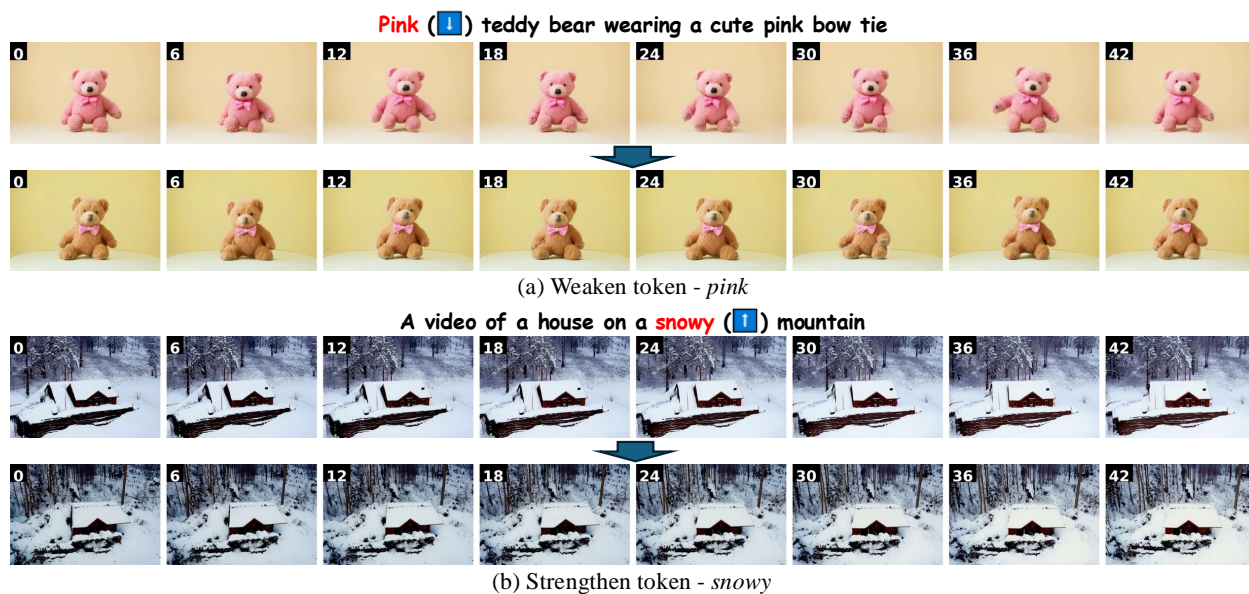 Pink (↓) teddy bear wearing a cute pink bow tie
0 6 12 18 24 30 36 42
0 6 12 18 24 30 36 42
(a) Weaken token - pink
A video of a house on a snowy (↑) mountain
0 6 12 18 24 30 36 42
0 6 12 18 24 30 36 42
(b) Strengthen token - snowy